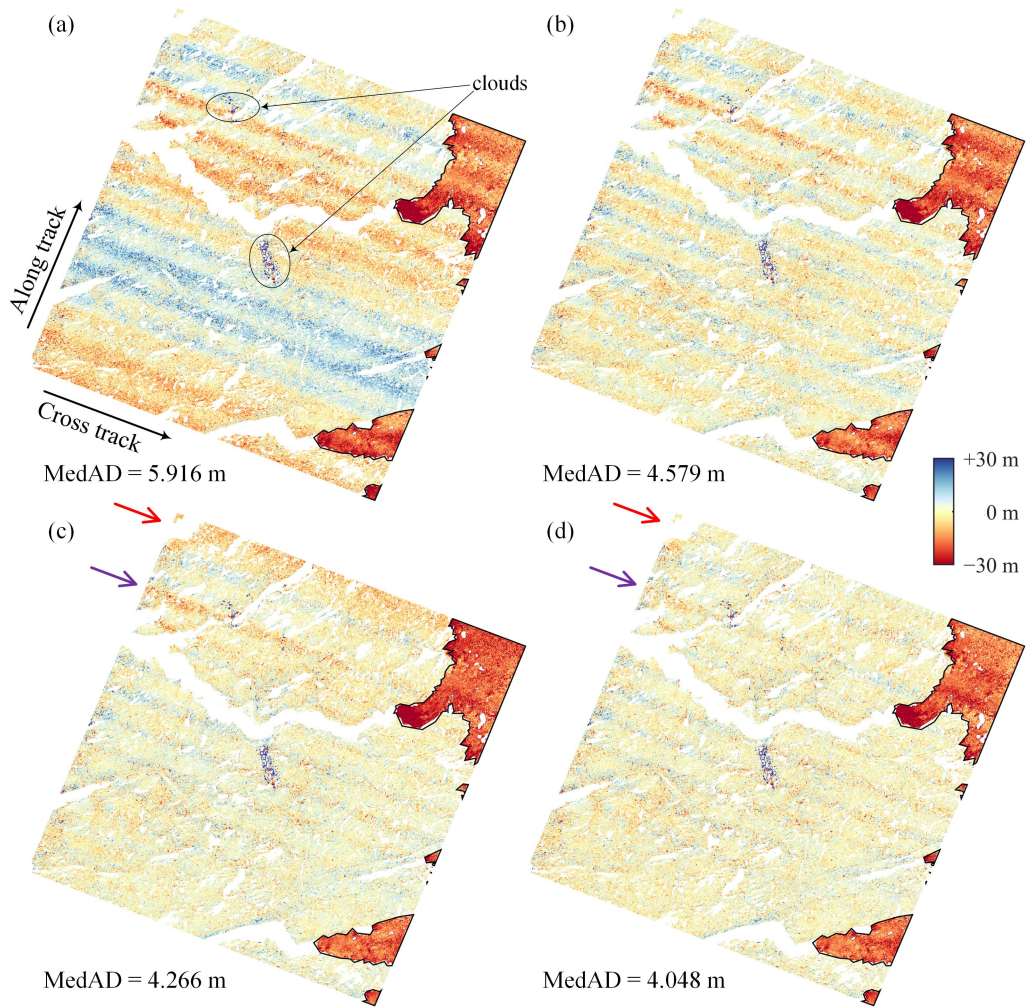 (a)
(b)
clouds
Along track
Cross track
MedAD = 5.916 m
MedAD = 4.579 m
+30 m
0 m
−30 m
(c)
(d)
MedAD = 4.266 m
MedAD = 4.048 m